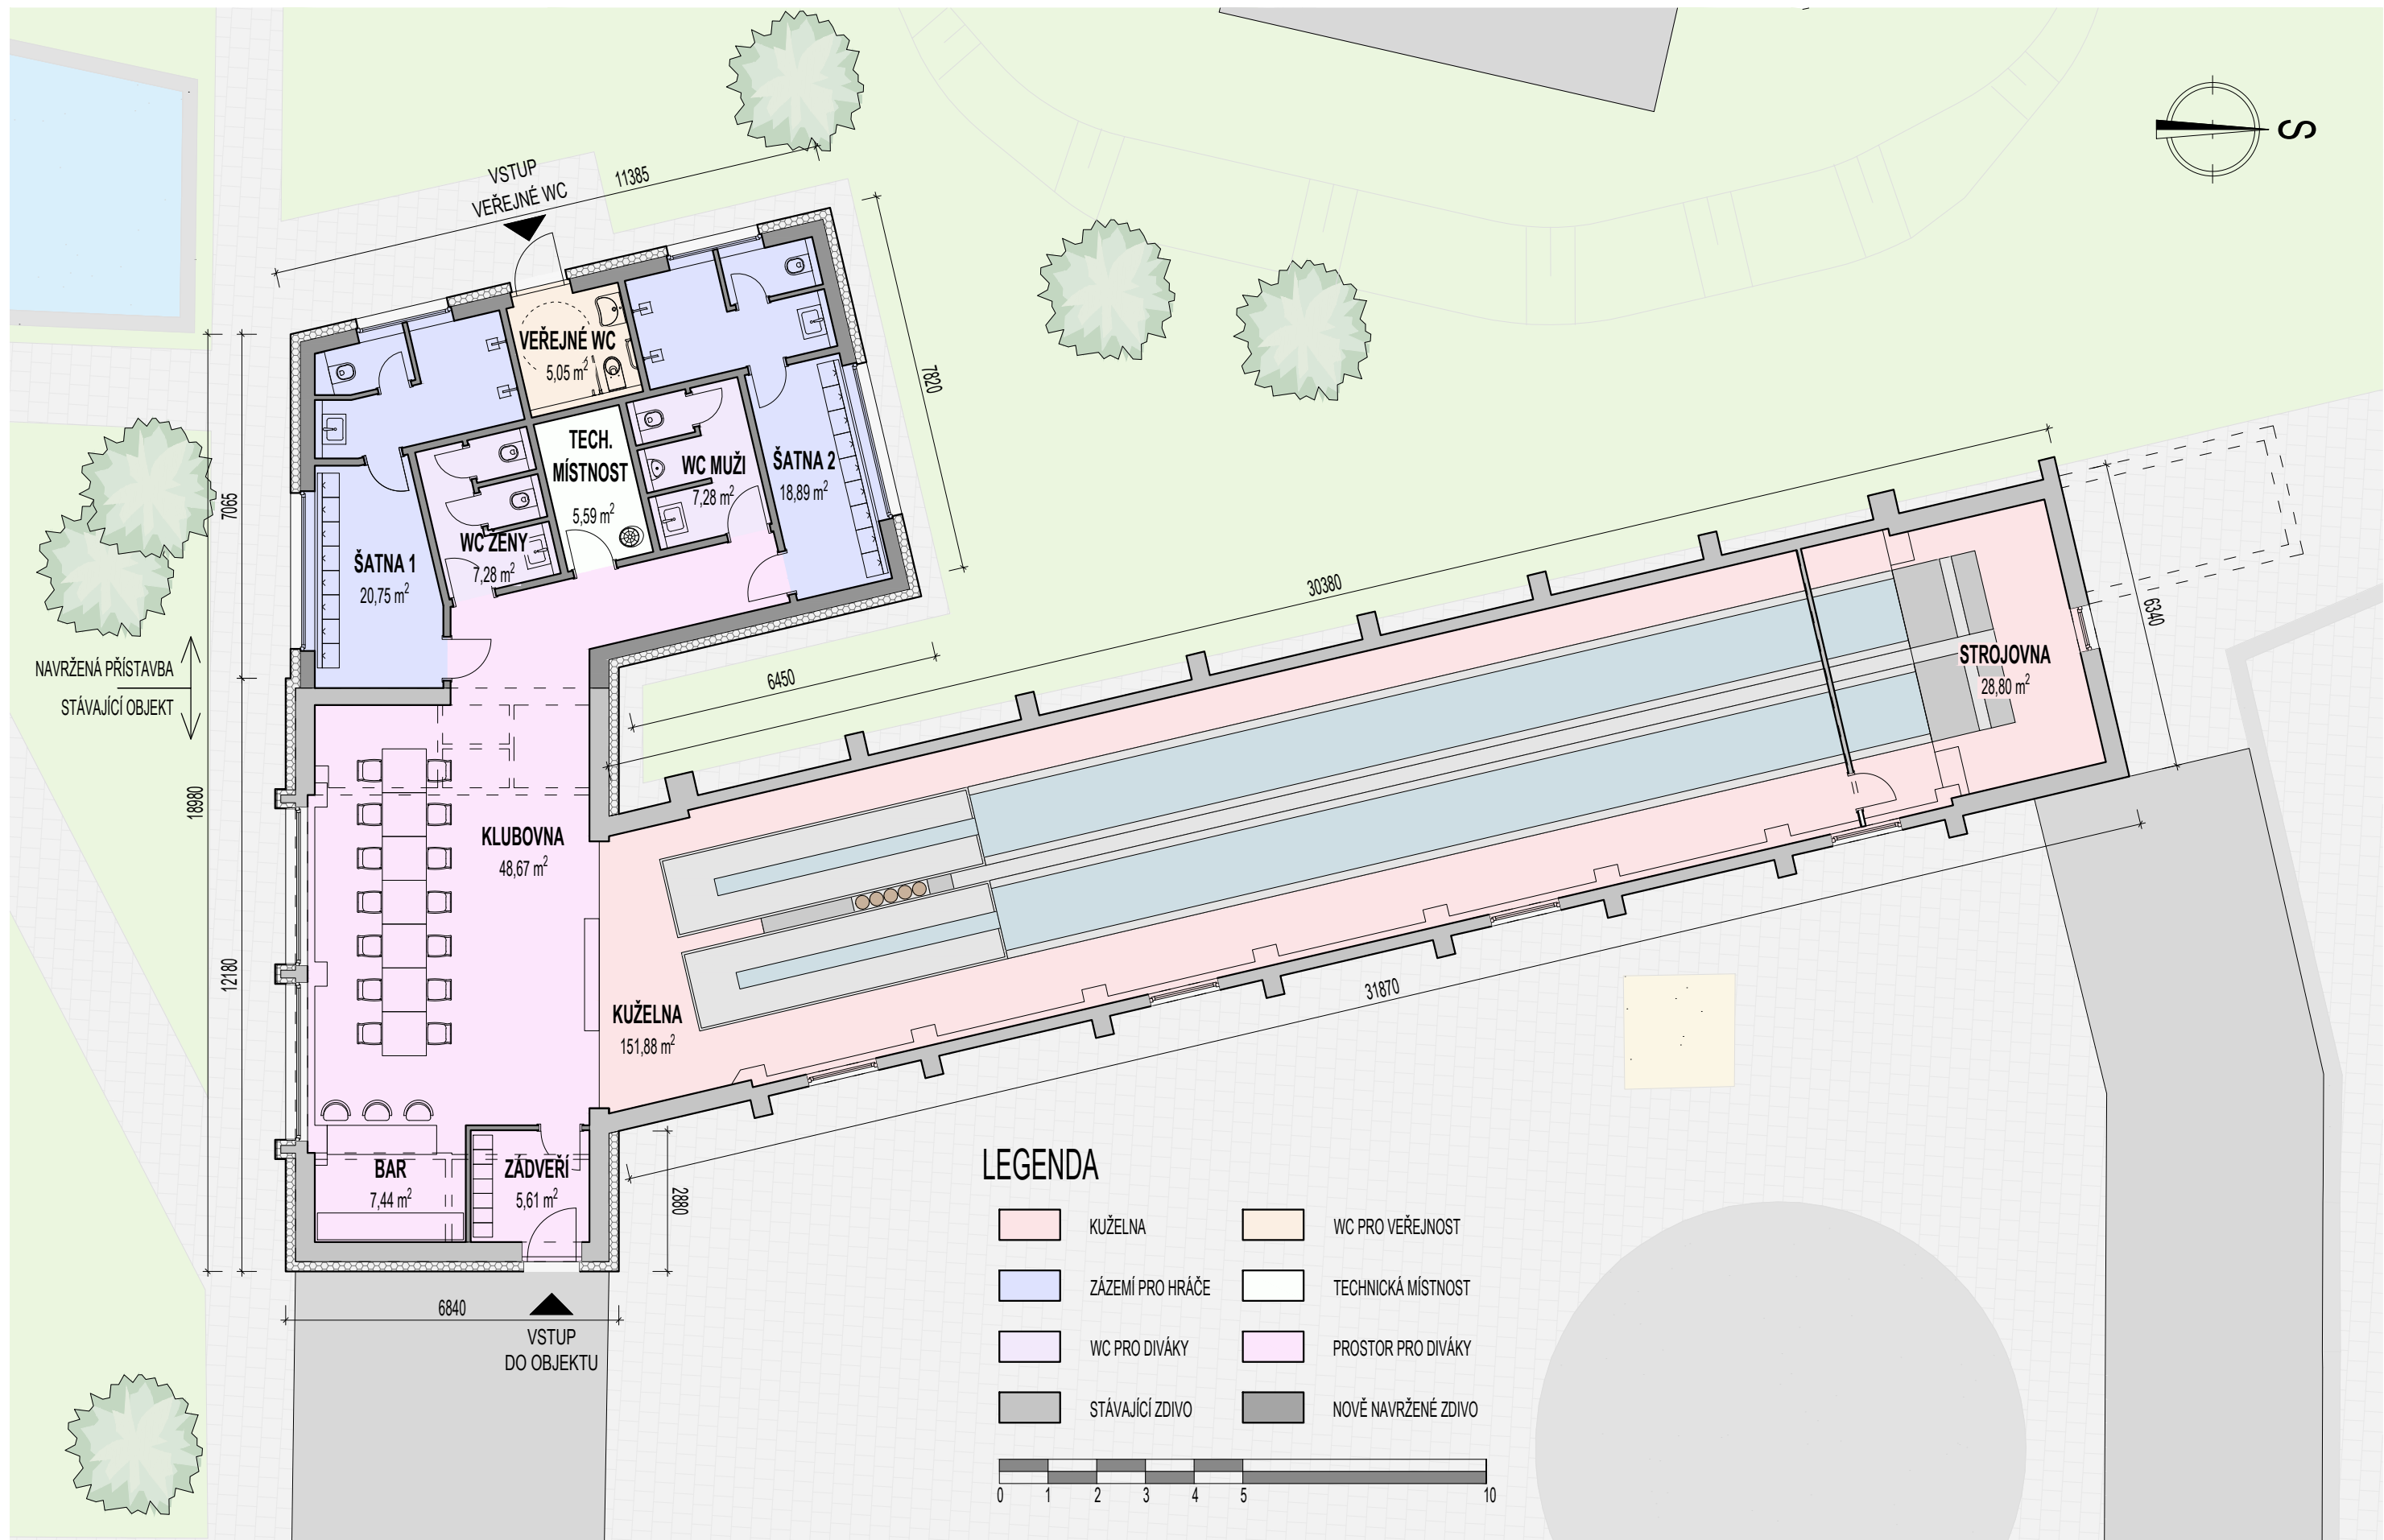 S
VSTUP
VEŘEJNÉ WC
11385
7820
VEŘEJNÉ WC
5,05 m²
TECH.
MÍSTNOST
5,59 m²
WC MUŽI
7,28 m²
ŠATNA 2
18,89 m²
WC ŽENY
7,28 m²
ŠATNA 1
20,75 m²
7065
18980
12180
NAVRŽENÁ PŘÍSTAVBA
STÁVAJÍCÍ OBJEKT
6450
30380
6340
STROJOVNA
28,80 m²
KLUBOVNA
48,67 m²
KUŽELNA
151,88 m²
31870
BAR
7,44 m²
ZÁDVEŘÍ
5,61 m²
2880
6840
VSTUP
DO OBJEKTU
LEGENDA
KUŽELNA
WC PRO VEŘEJNOST
ZÁZEMÍ PRO HRÁČE
TECHNICKÁ MÍSTNOST
WC PRO DIVÁKY
PROSTOR PRO DIVÁKY
STÁVAJÍCÍ ZDIVO
NOVĚ NAVRŽENÉ ZDIVO
0 1 2 3 4 5 10